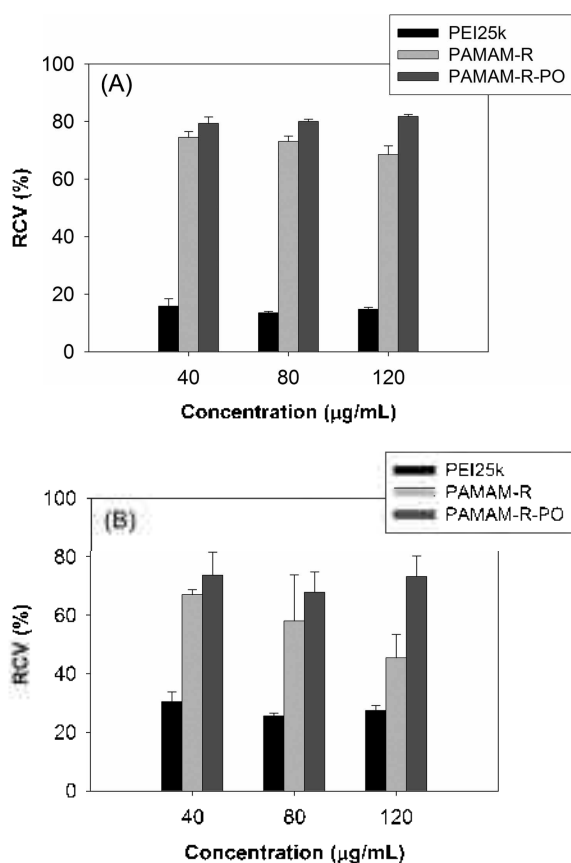 PEI25k
PAMAM-R
PAMAM-R-PO
(A)
100
80
60
40
20
0
RCV (%)
40 80 120
Concentration (µg/mL)
PEI25k
PAMAM-R
PAMAM-R-PO
(B)
100
80
60
40
20
0
RCV (%)
40 80 120
Concentration (µg/mL)